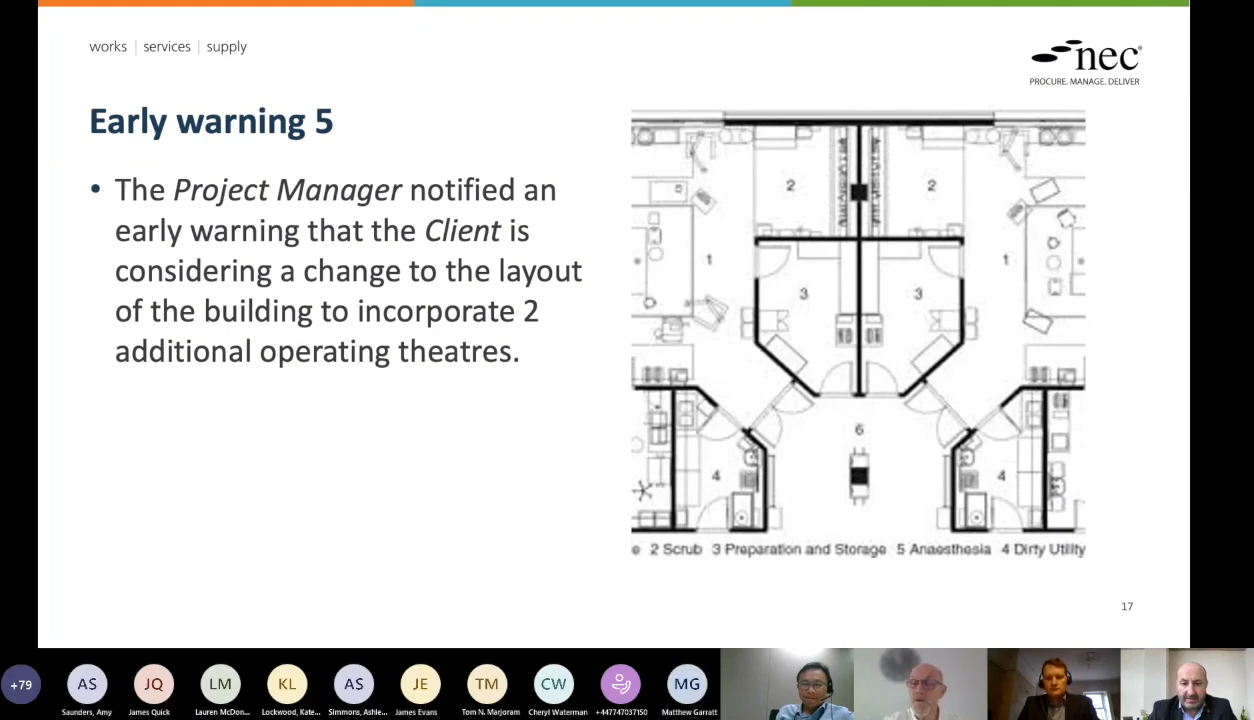 works | services | supply
nec
PROCURE. MANAGE. DELIVER
Early warning 5
• The Project Manager notified an
early warning that the Client is
considering a change to the layout
of the building to incorporate 2
additional operating theatres.
2 2
1 1
3 3
6
4 4
e 2 Scrub 3 Preparation and Storage 5 Anaesthesia 4 Dirty Utility
17
+79 AS JQ LM KL AS JE TM CW MG
Saunders, Amy James Quick Lauren McDon... Lockwood, Kate... Simmons, Ashle... James Evans Tom N. Marjoram Cheryl Waterman +447747037150 Matthew Garratt